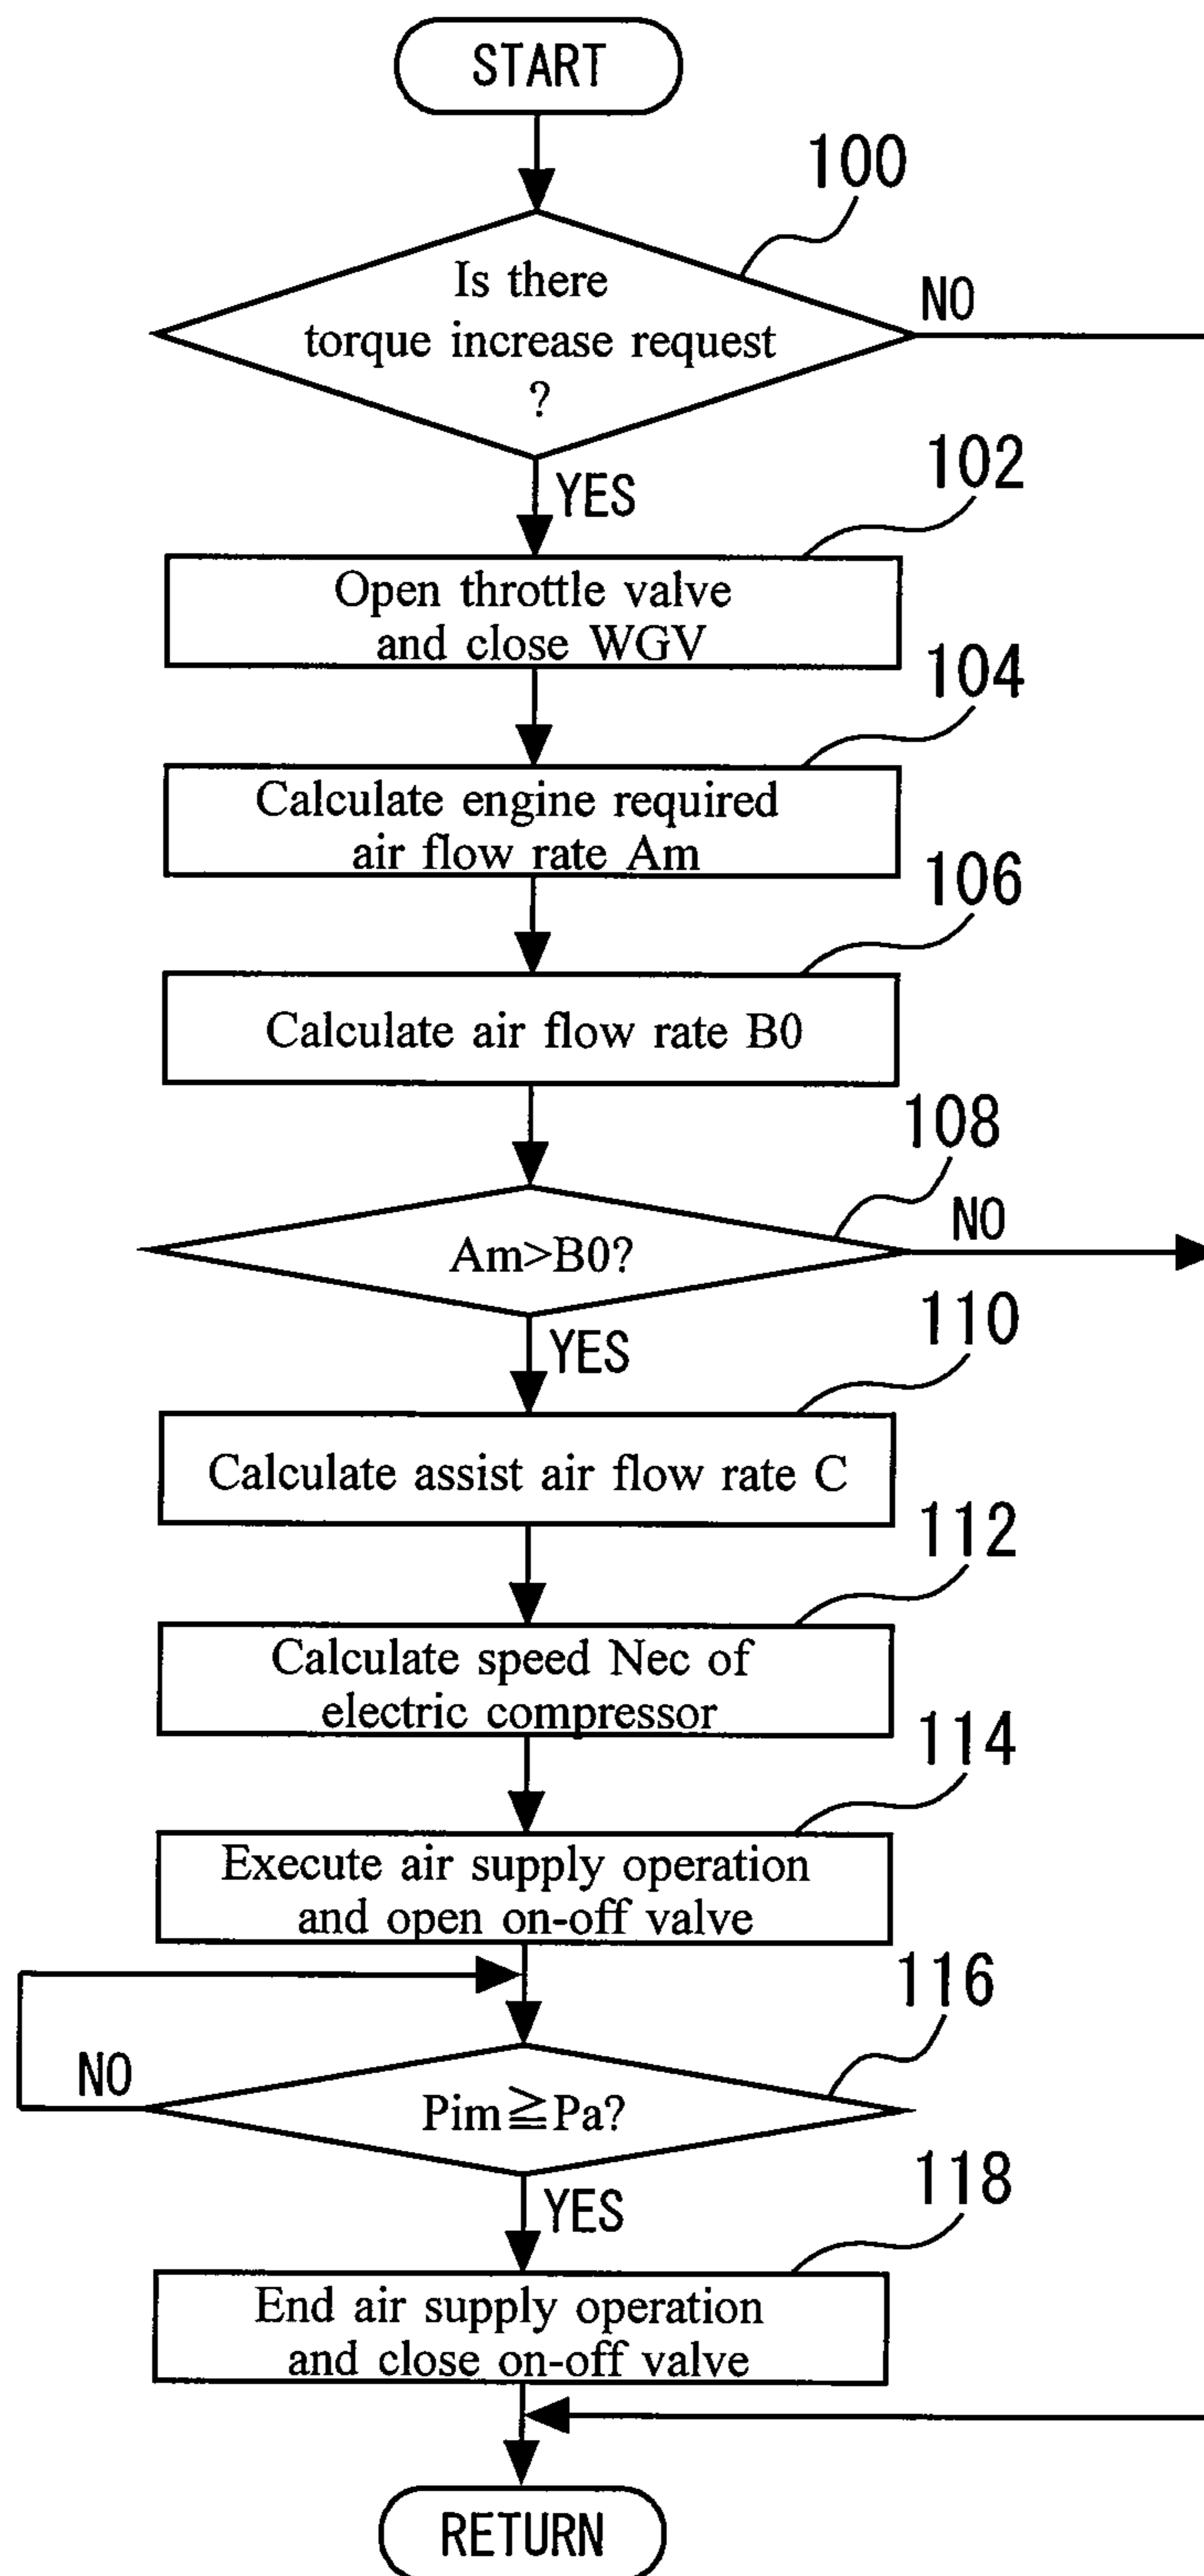 START
100
Is there
torque increase request
?
NO
YES
102
Open throttle valve
and close WGV
104
Calculate engine required
air flow rate Am
106
Calculate air flow rate B0
108
Am>B0?
NO
YES
110
Calculate assist air flow rate C
112
Calculate speed Nec of
electric compressor
114
Execute air supply operation
and open on-off valve
116
NO
Pim≧Pa?
YES
118
End air supply operation
and close on-off valve
RETURN